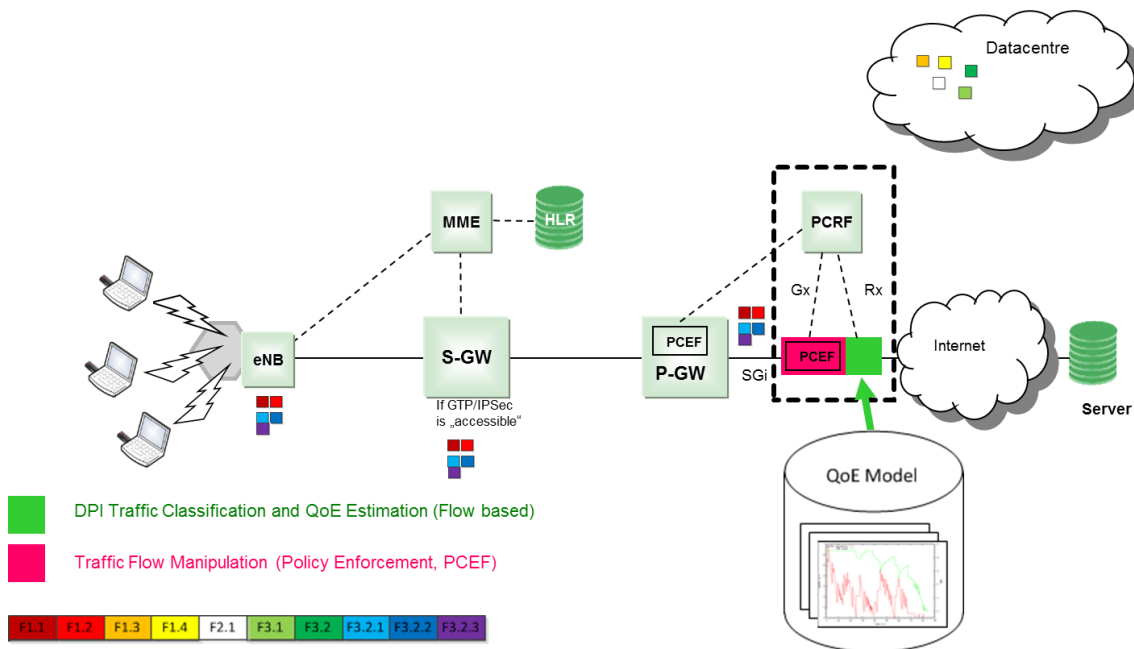 Datacentre
MME
HLR
PCRF
Gx
Rx
eNB
S-GW
PCEF
P-GW
SGi
PCEF
Internet
Server
If GTP/IPSec
is „accessible“
QoE Model
DPI Traffic Classification and QoE Estimation (Flow based)
Traffic Flow Manipulation (Policy Enforcement, PCEF)
F1.1 F1.2 F1.3 F1.4 F2.1 F3.1 F3.2 F3.2.1 F3.2.2 F3.2.3